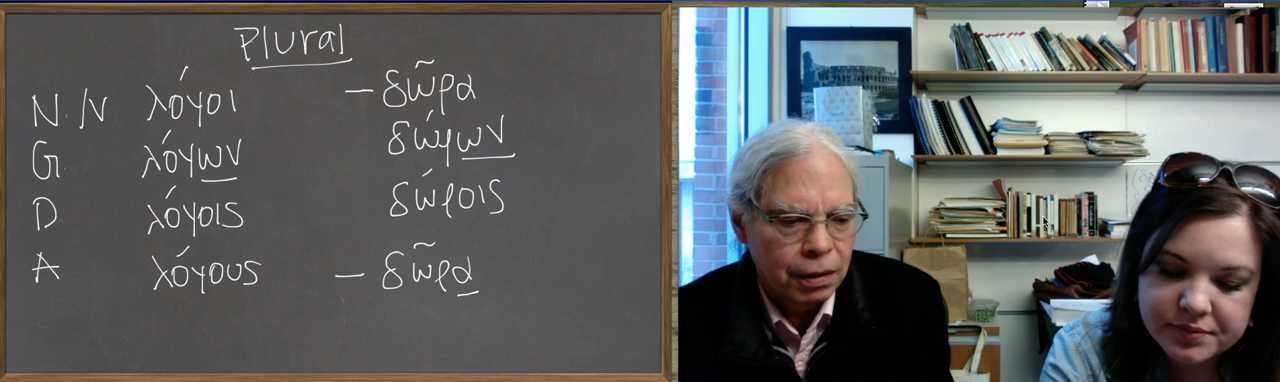 Plural
N./V λόγοι – δῶρα
G. λόγων δώρων
D. λόγοις δώροις
A λόγους – δῶρα